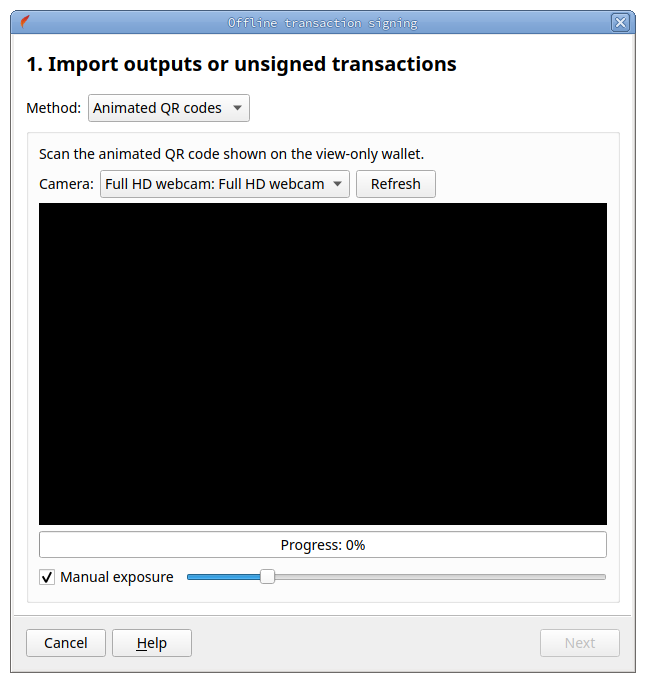 Offline transaction signing
1. Import outputs or unsigned transactions
Method: Animated QR codes
Scan the animated QR code shown on the view-only wallet.
Camera: Full HD webcam: Full HD webcam Refresh
Progress: 0%
Manual exposure
Cancel Help Next